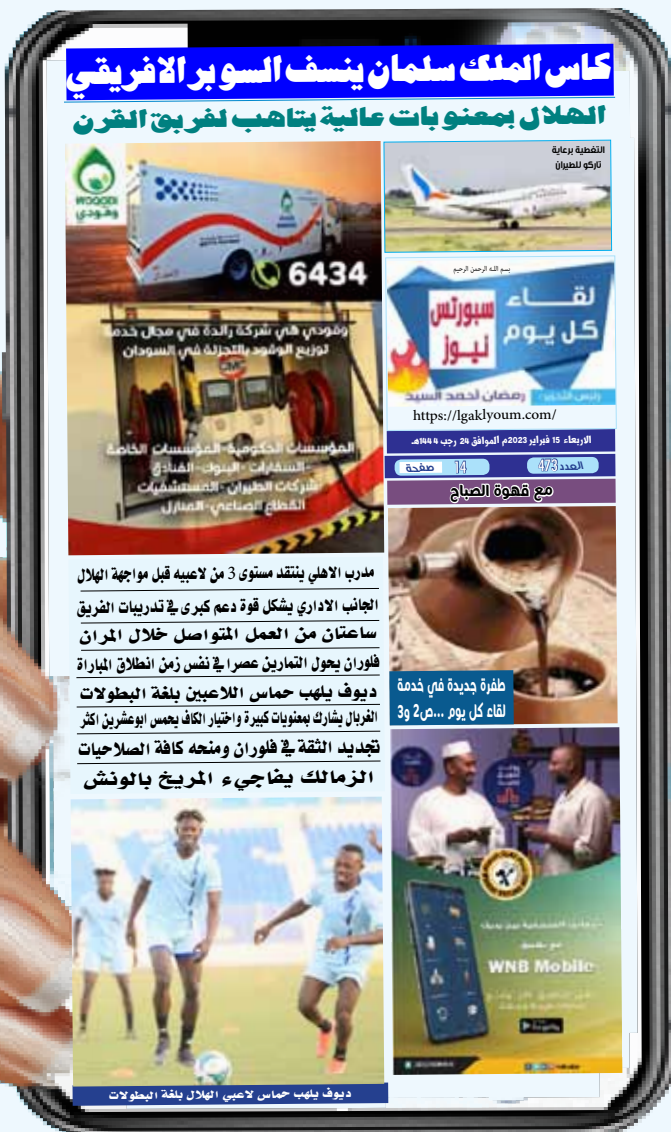 كاس الملك سلمان ينسف السوبر الافريقي
الهلال بمعنوبات عالية يتاهب لفريق القرن
التغطية برعاية
تاركو للطيران
WOQODI
وقودي
6434
بسم الله الرحمن الرحيم
لقاء
كل يوم
سبورتس
نيوز
رئيس التحرير: رمضان أحمد السيد
https://lgaklyoum.com/
الاربعاء 15 فبراير 2023م الموافق 24 رجب 1444هـ
العدد 473
14 صفحة
وقودي هي شركة رائدة في مجال خدمة
توزيع الوقود بالتجزئة في السودان
المؤسسات الحكومية-المؤسسات الخاصة
-السفارات - البنوك - الفنادق
شركات الطيران - المستشفيات
القطاع الصناعي - المنازل
مع قهوة الصباح
طفرة جديدة في خدمة
لقاء كل يوم ...ص2 و3
مدرب الاهلي ينتقد مستوى 3 من لاعبيه قبل مواجهة الهلال
الجانب الاداري يشكل قوة دعم كبرى في تدريبات الفريق
ساعتان من العمل المتواصل خلال المران
فلوران يحول التمارين عصرا في نفس زمن انطلاق المباراة
ديوف يلهب حماس اللاعبين بلغة البطولات
الغربال يشارك بمعنويات كبيرة واختيار الكاف يحمس ابوعشرين اكثر
تجديد الثقة في فلوران ومنحه كافة الصلاحيات
الزمالك يفاجيء المريخ بالونش
WNB Mobile
ديوف يلهب حماس لاعبي الهلال بلغة البطولات